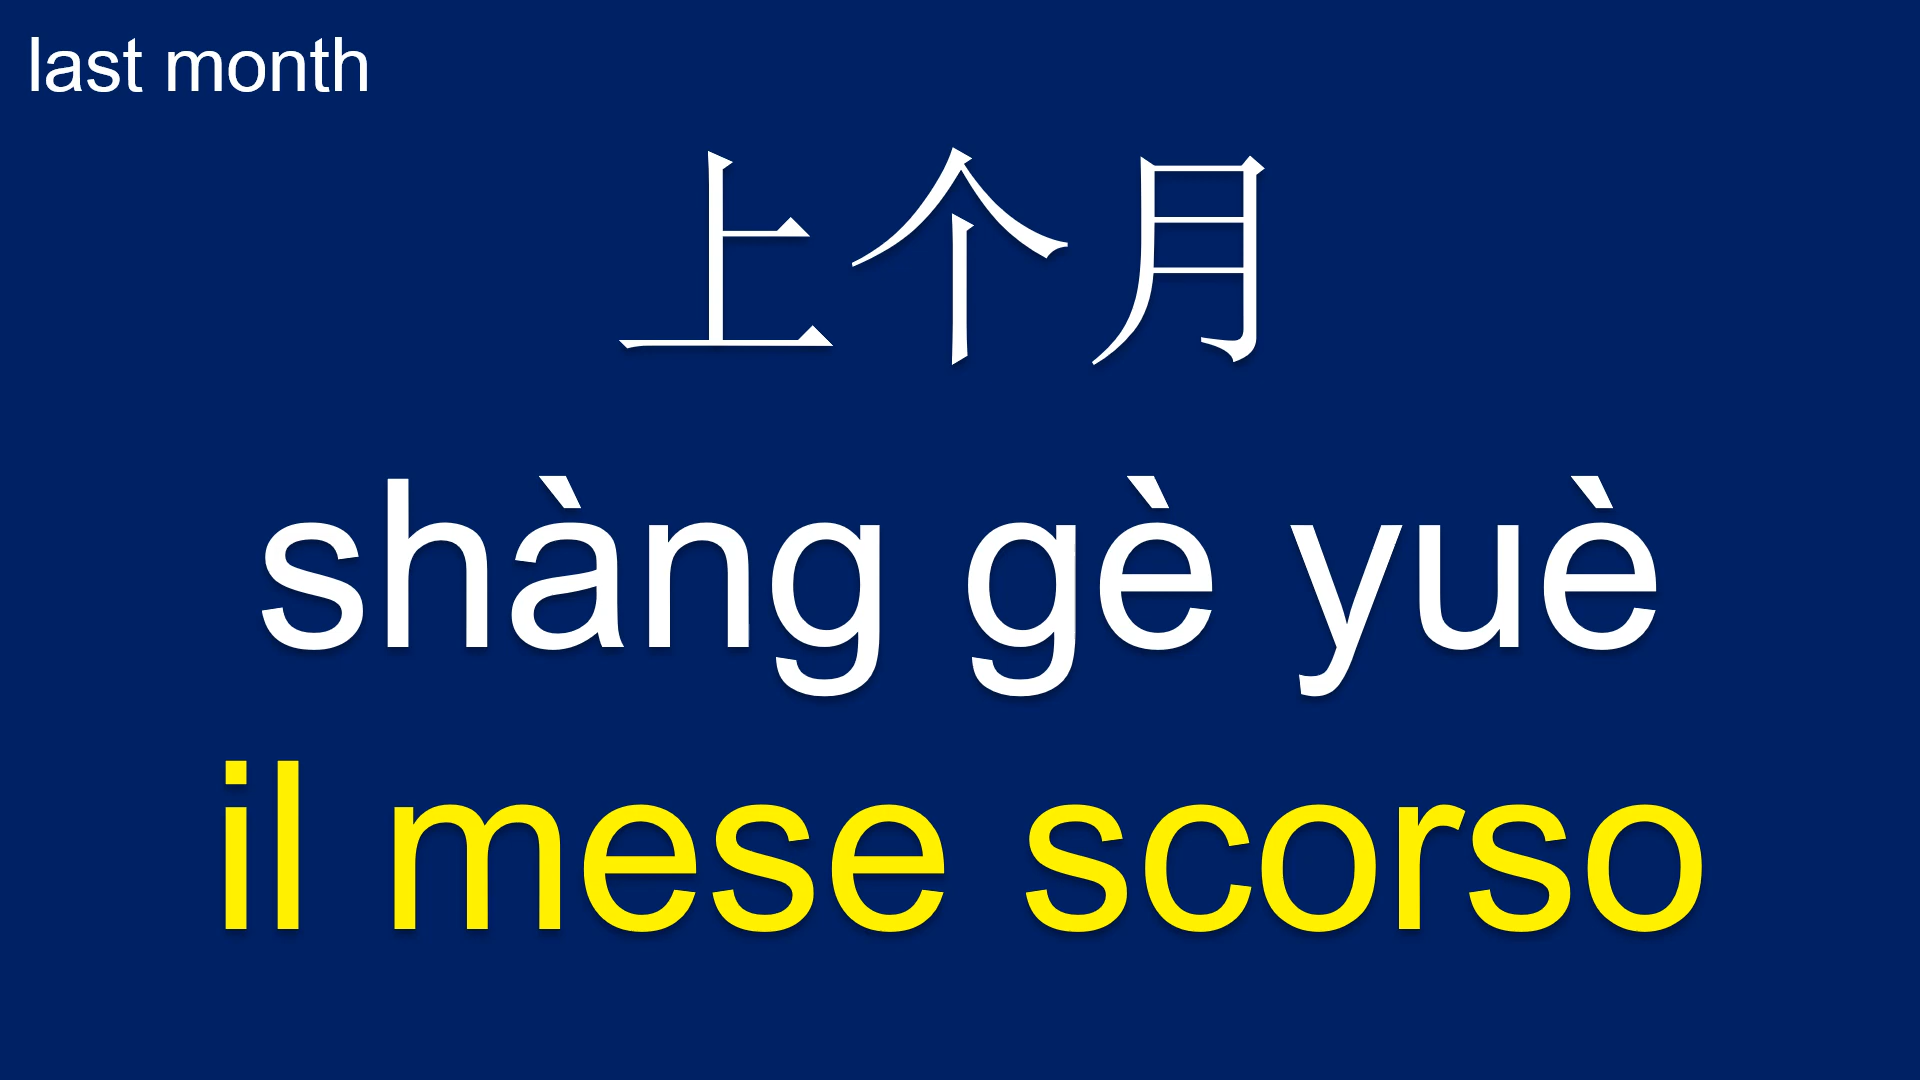 last month
上个月
shàng gè yuè
il mese scorso